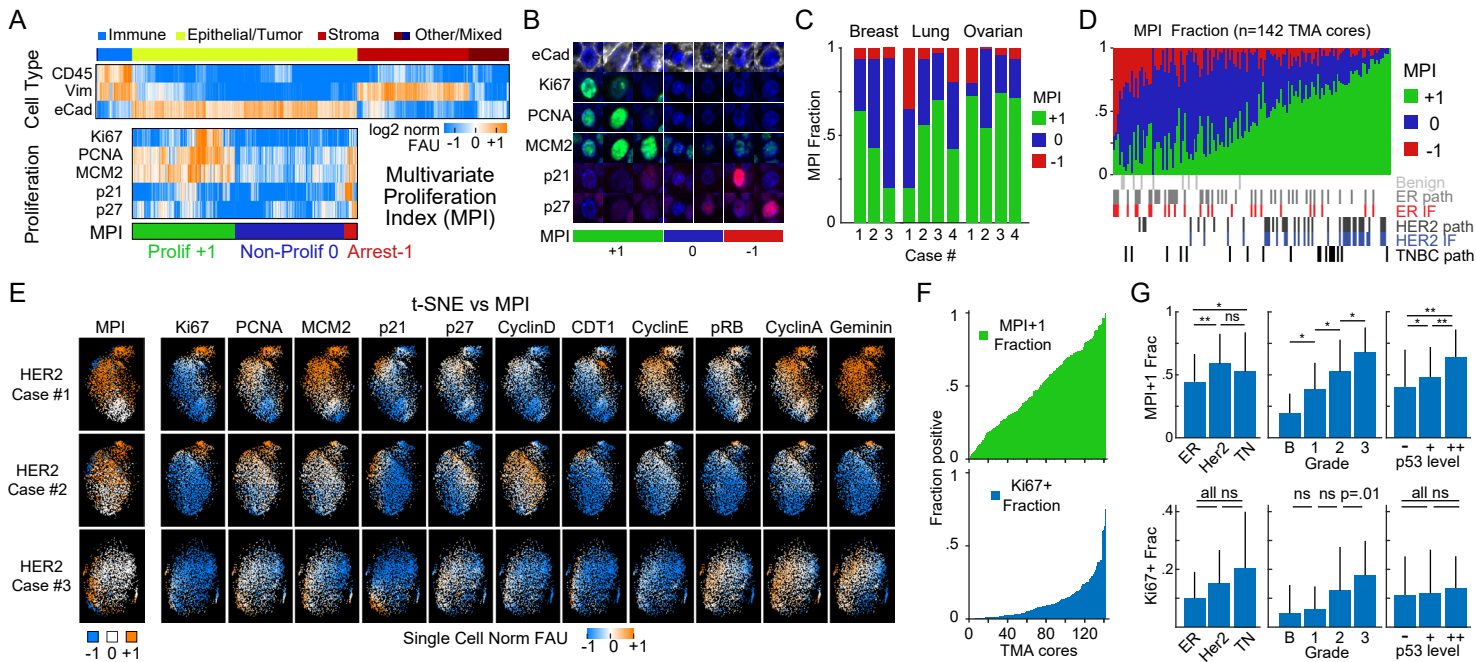 A
Immune
Epithelial/Tumor
Stroma
Other/Mixed
Cell Type
CD45
Vim
eCad
log2 norm
FAU
-1 0 +1
Proliferation
Ki67
PCNA
MCM2
p21
p27
Multivariate
Proliferation
Index (MPI)
MPI
Prolif +1
Non-Prolif 0
Arrest-1
B
eCad
Ki67
PCNA
MCM2
p21
p27
MPI
+1 0 -1
C
Breast Lung Ovarian
MPI Fraction
1
.5
0
1 2 3 1 2 3 4 1 2 3 4
Case #
MPI
+1
0
-1
D
MPI Fraction (n=142 TMA cores)
1
.5
0
MPI
+1
0
-1
Benign
ER path
ER IF
HER2 path
HER2 IF
TNBC path
E
t-SNE vs MPI
MPI Ki67 PCNA MCM2 p21 p27 CyclinD CDT1 CyclinE pRB CyclinA Geminin
HER2
Case #1
HER2
Case #2
HER2
Case #3
-1 0 +1
Single Cell Norm FAU
-1 0 +1
F
Fraction positive
1
.5
0
MPI+1
Fraction
1
.5
0
Ki67+
Fraction
0 40 80 120
TMA cores
G
MPI+1 Frac
1
.5
0
*
** ns
ER Her2 TN
* * *
B 1 2 3
Grade
**
* **
- + ++
p53 level
Ki67+ Frac
.4
.2
0
all ns
ER Her2 TN
ns ns p=.01
B 1 2 3
Grade
all ns
- + ++
p53 level